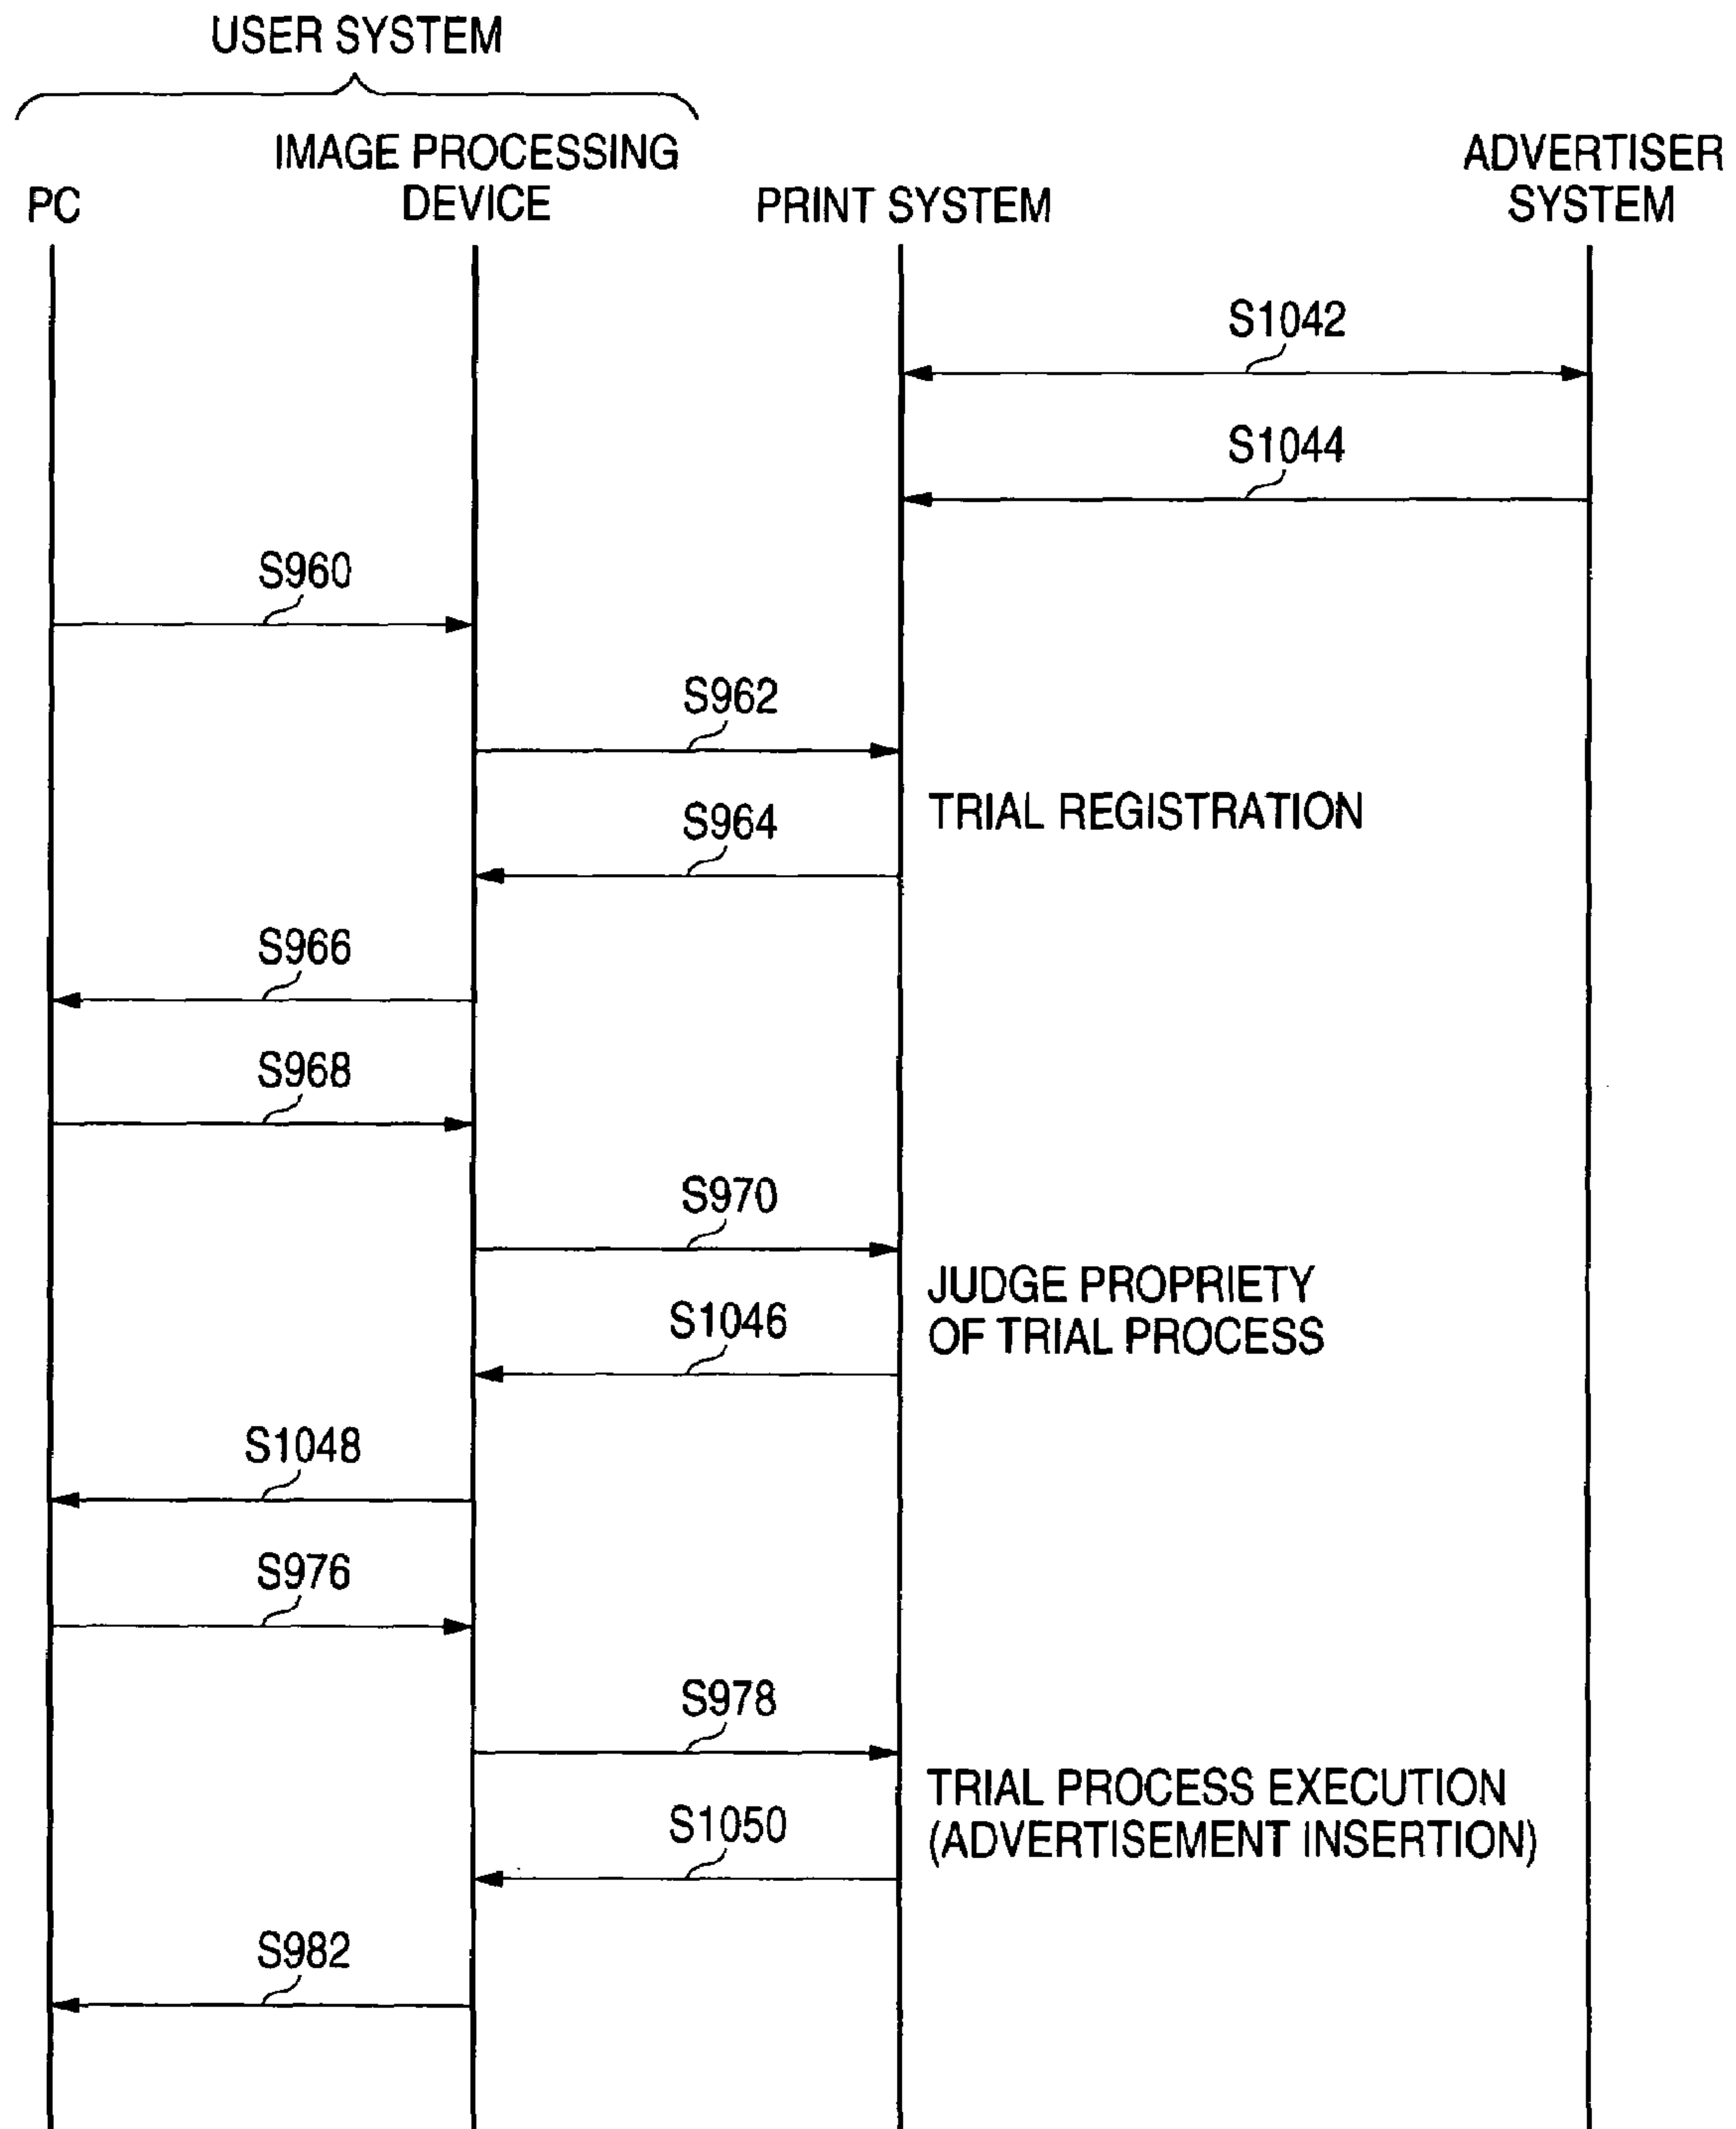 USER SYSTEM
IMAGE PROCESSING
DEVICE
PC
PRINT SYSTEM
ADVERTISER
SYSTEM
S1042
S1044
S960
S962
TRIAL REGISTRATION
S964
S966
S968
S970
JUDGE PROPRIETY
OF TRIAL PROCESS
S1046
S1048
S976
S978
TRIAL PROCESS EXECUTION
(ADVERTISEMENT INSERTION)
S1050
S982